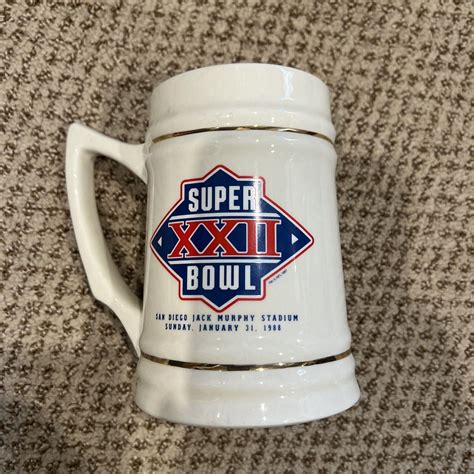 SUPER
XXII
BOWL
SAN DIEGO JACK MURPHY STADIUM
SUNDAY, JANUARY 31, 1988